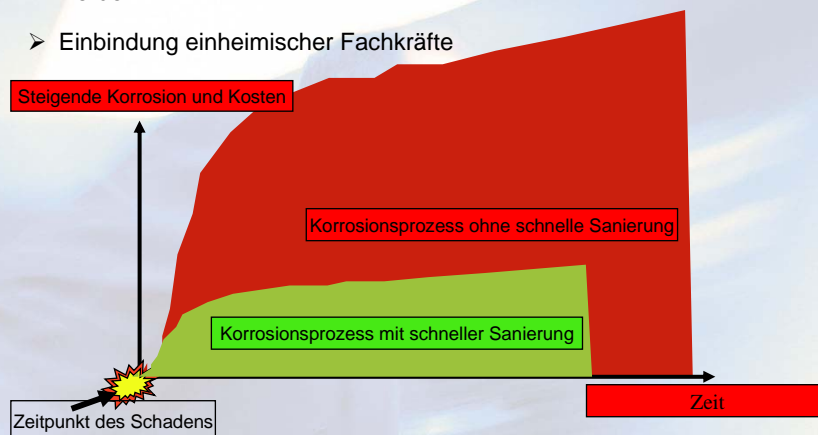 ➢ Einbindung einheimischer Fachkräfte
Steigende Korrosion und Kosten
Korrosionsprozess ohne schnelle Sanierung
Korrosionsprozess mit schneller Sanierung
Zeit
Zeitpunkt des Schadens